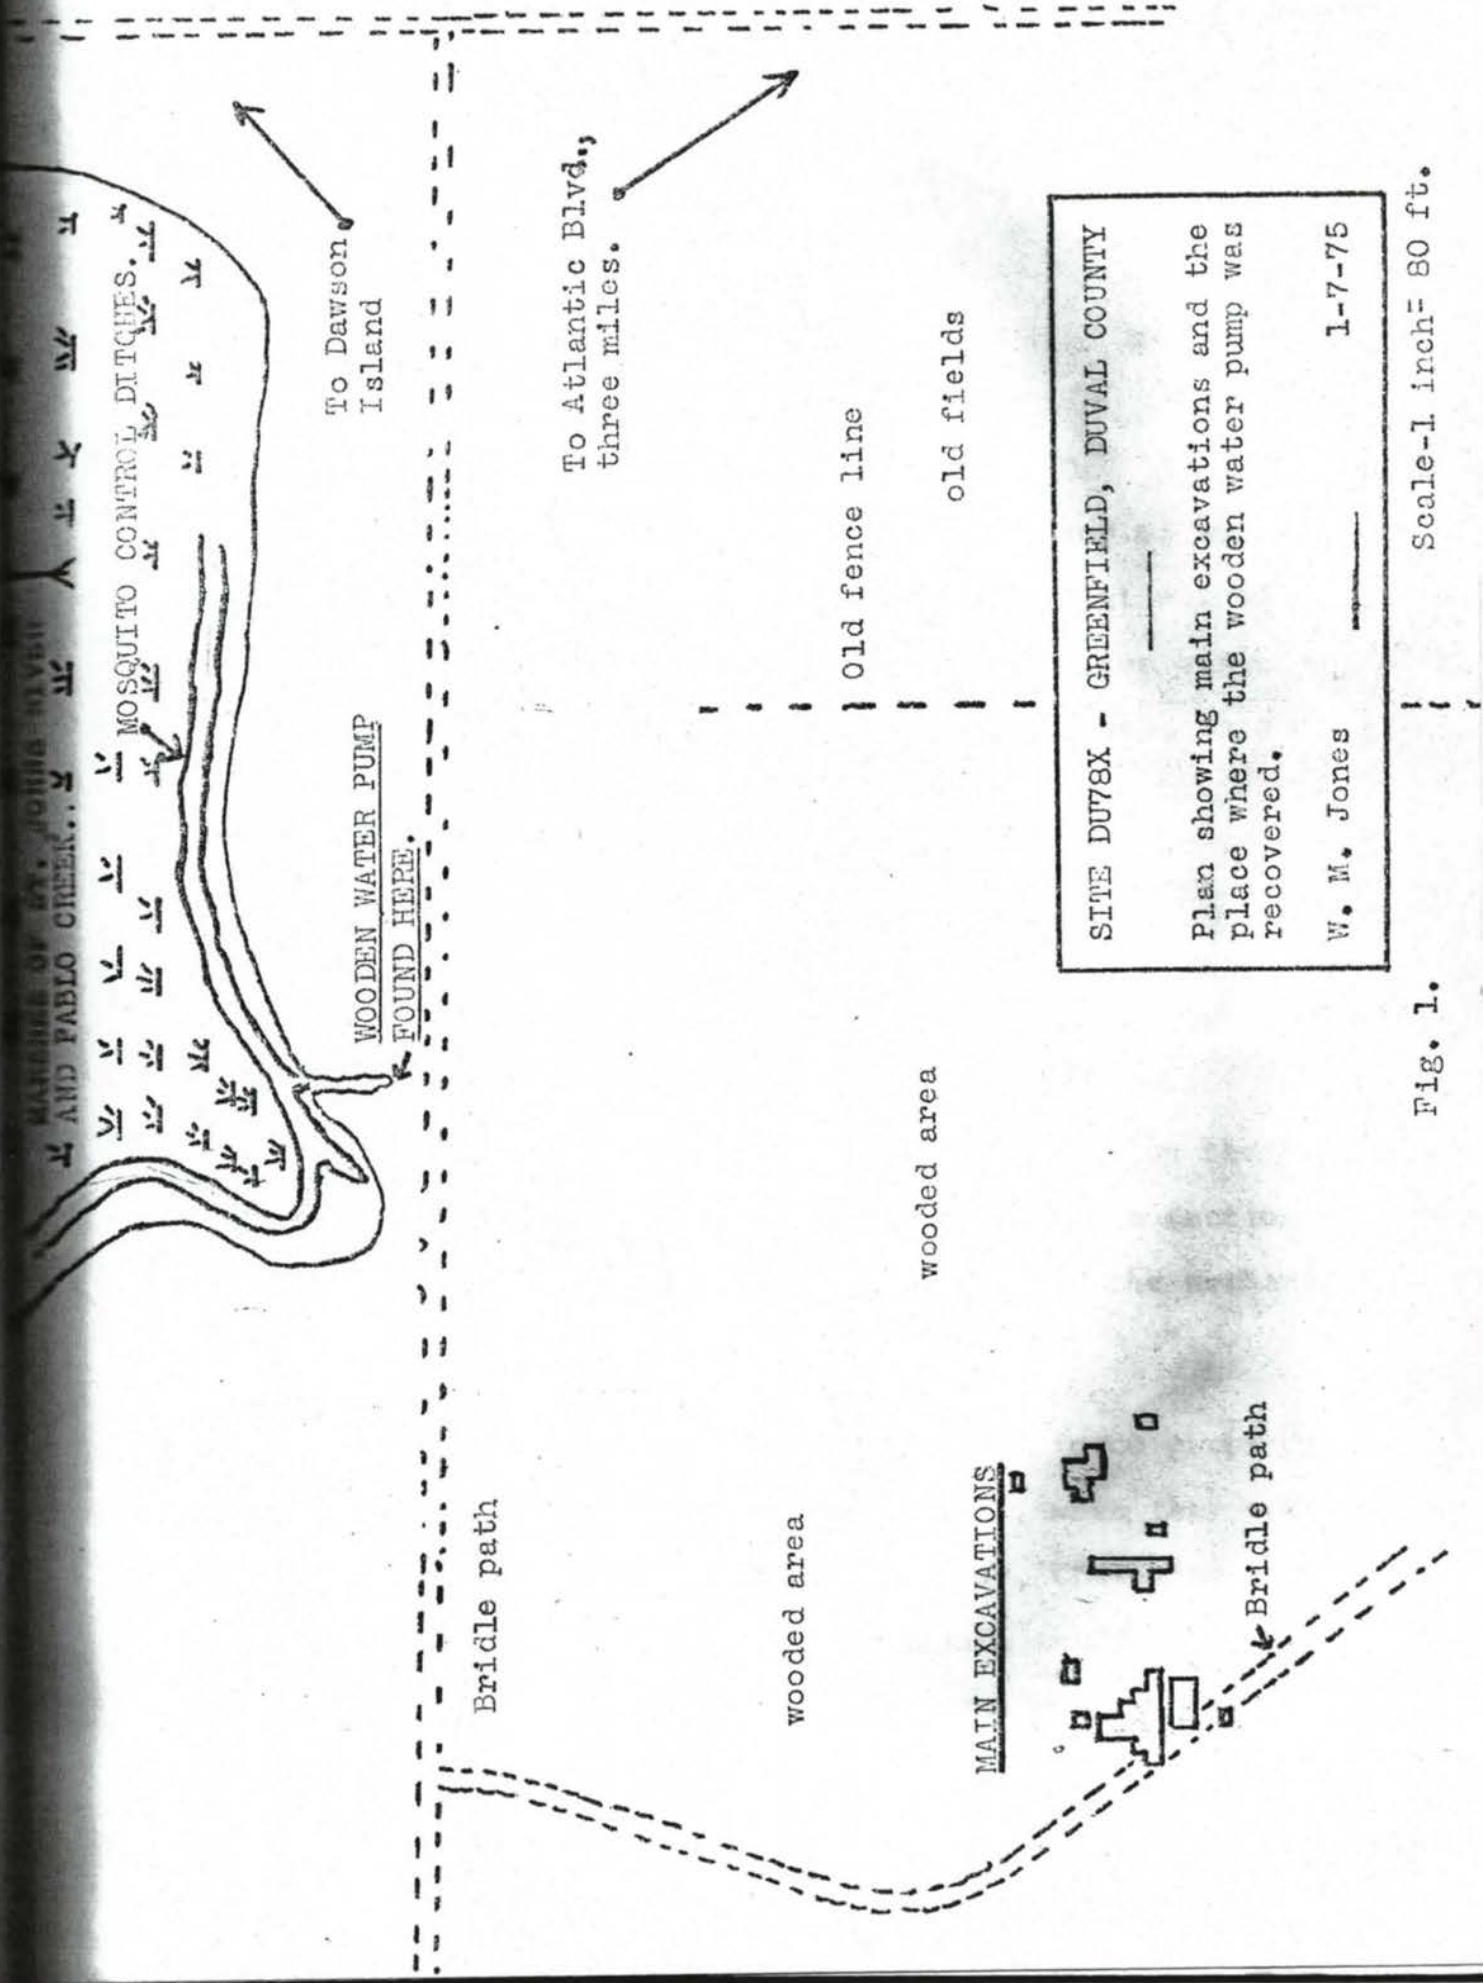 AND PABLO CREEK..
MOSQUITO CONTROL DITCHES.
To Dawson
Island
WOODEN WATER PUMP
FOUND HERE.
Bridle path
To Atlantic Blvd.,
three miles.
Old fence line
old fields
wooded area
wooded area
MAIN EXCAVATIONS
Bridle path
SITE DU78X - GREENFIELD, DUVAL COUNTY
Plan showing main excavations and the
place where the wooden water pump was
recovered.
W. M. Jones 1-7-75
Fig. 1.
Scale-1 inch= 80 ft.